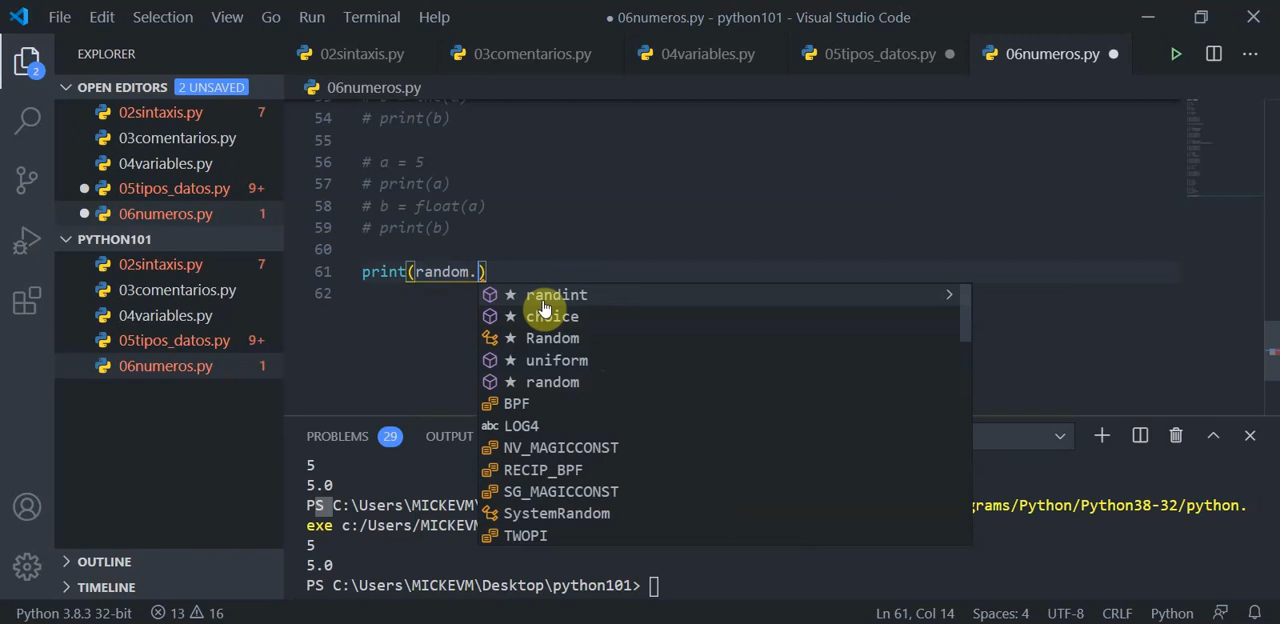 File Edit Selection View Go Run Terminal Help ● 06numeros.py - python101 - Visual Studio Code
EXPLORER
02sintaxis.py 03comentarios.py 04variables.py 05tipos_datos.py ● 06numeros.py ●
2
OPEN EDITORS 2 UNSAVED
02sintaxis.py 7
03comentarios.py
04variables.py
● 05tipos_datos.py 9+
● 06numeros.py 1
PYTHON101
02sintaxis.py 7
03comentarios.py
04variables.py
05tipos_datos.py 9+
06numeros.py 1
OUTLINE
TIMELINE
06numeros.py
54 # print(b)
55
56 # a = 5
57 # print(a)
58 # b = float(a)
59 # print(b)
60
61 print(random.)
62
★ randint
★ choice
★ Random
★ uniform
★ random
BPF
abc LOG4
NV_MAGICCONST
RECIP_BPF
SG_MAGICCONST
SystemRandom
TWOPI
PROBLEMS 29 OUTPUT
5
5.0
PS C:\Users\MICKEVM\ grams/Python/Python38-32/python.
exe c:/Users/MICKEVM
5
5.0
PS C:\Users\MICKEVM\Desktop\python101>
Python 3.8.3 32-bit 13 16 Ln 61, Col 14 Spaces: 4 UTF-8 CRLF Python